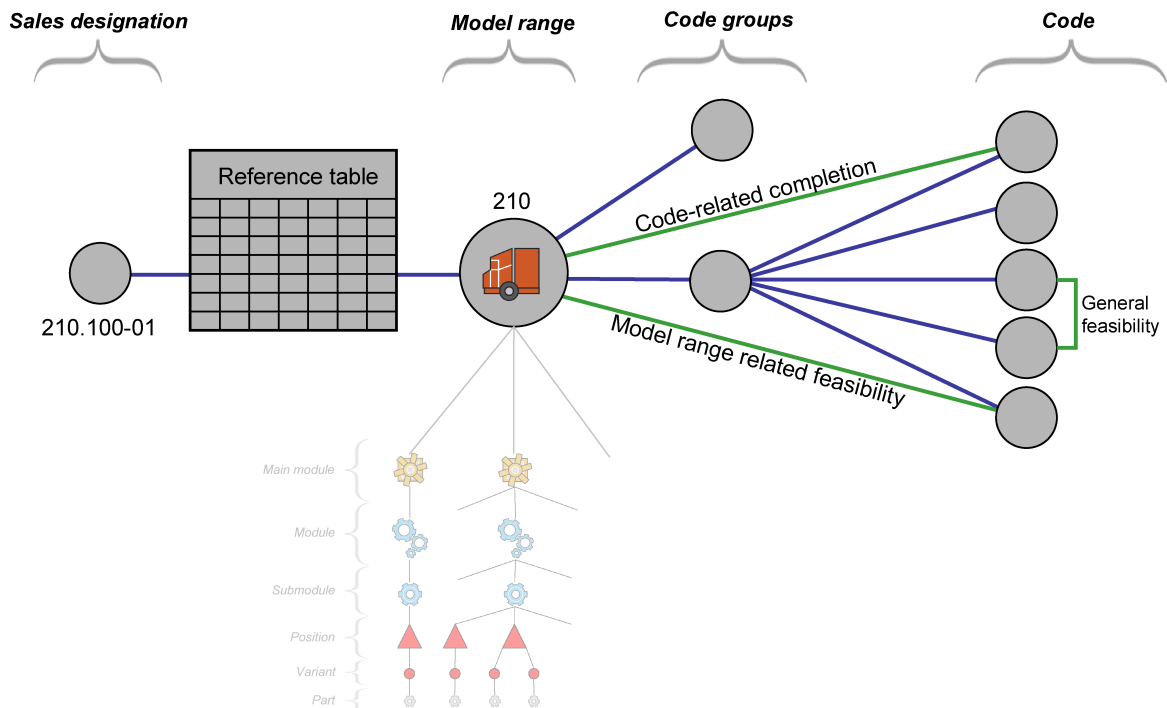 Sales designation
Model range
Code groups
Code
Reference table
210
Code-related completion
210.100-01
General
feasibility
Model range related feasibility
Main module
Module
Submodule
Position
Variant
Part